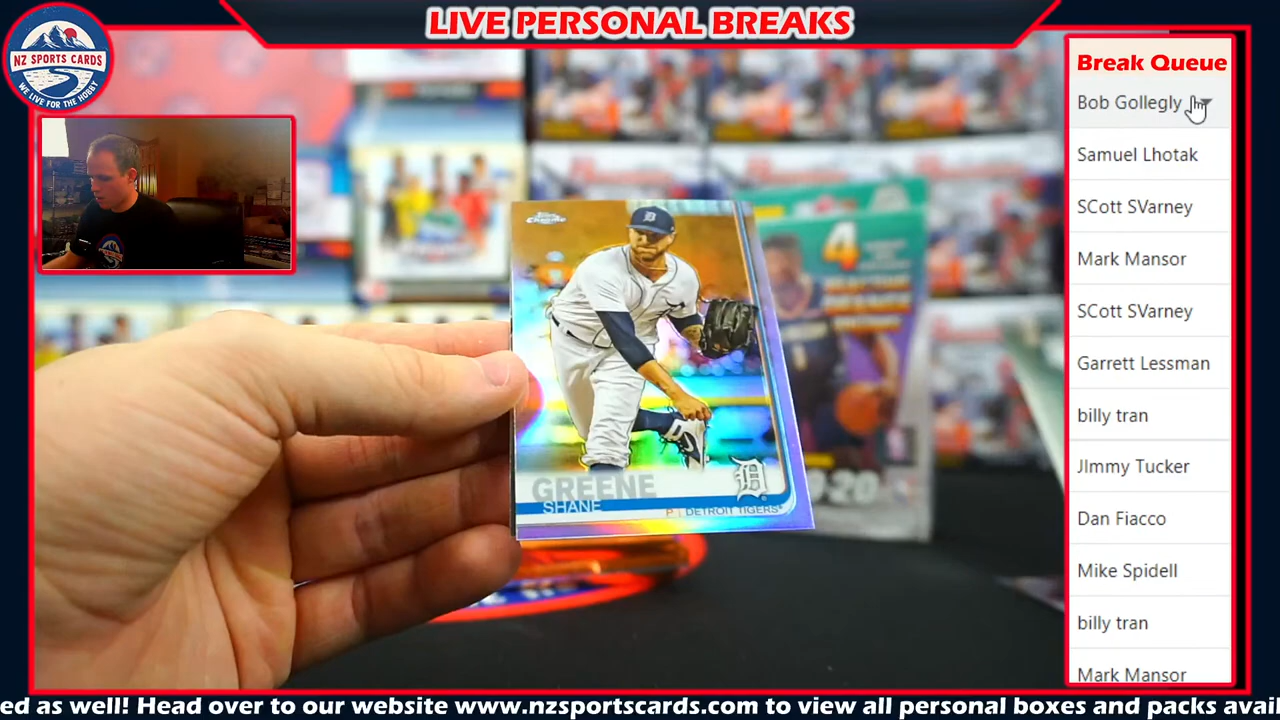 LIVE PERSONAL BREAKS
NZ SPORTS CARDS
WE LIVE FOR THE HOBBY
Break Queue
Bob Gollegly
Samuel Lhotak
SCott SVarney
Mark Mansor
SCott SVarney
Garrett Lessman
billy tran
JImmy Tucker
Dan Fiacco
Mike Spidell
billy tran
Mark Mansor
4
GREENE
SHANE
P | DETROIT TIGERS
ed as well! Head over to our website www.nzsportscards.com to view all personal boxes and packs avai